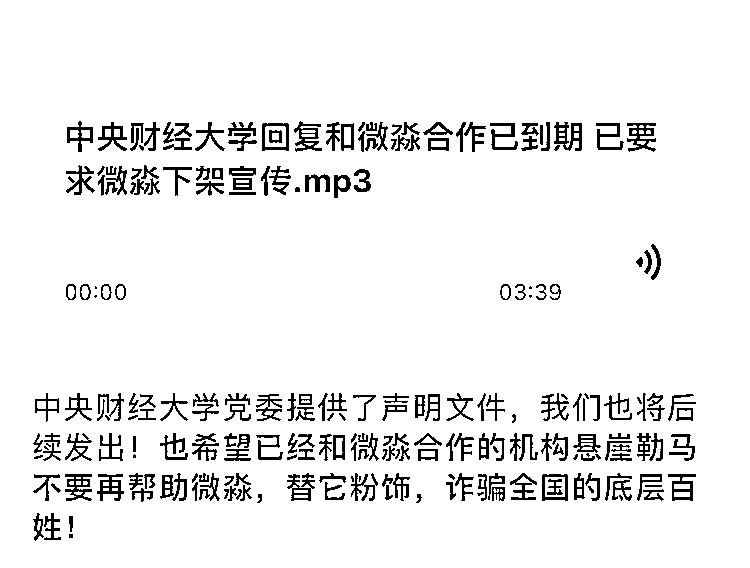 中央财经大学回复和微淼合作已到期 已要
求微淼下架宣传.mp3
00:00
03:39
中央财经大学党委提供了声明文件，我们也将后
续发出！也希望已经和微淼合作的机构悬崖勒马
不要再帮助微淼，替它粉饰，诈骗全国的底层百
姓！